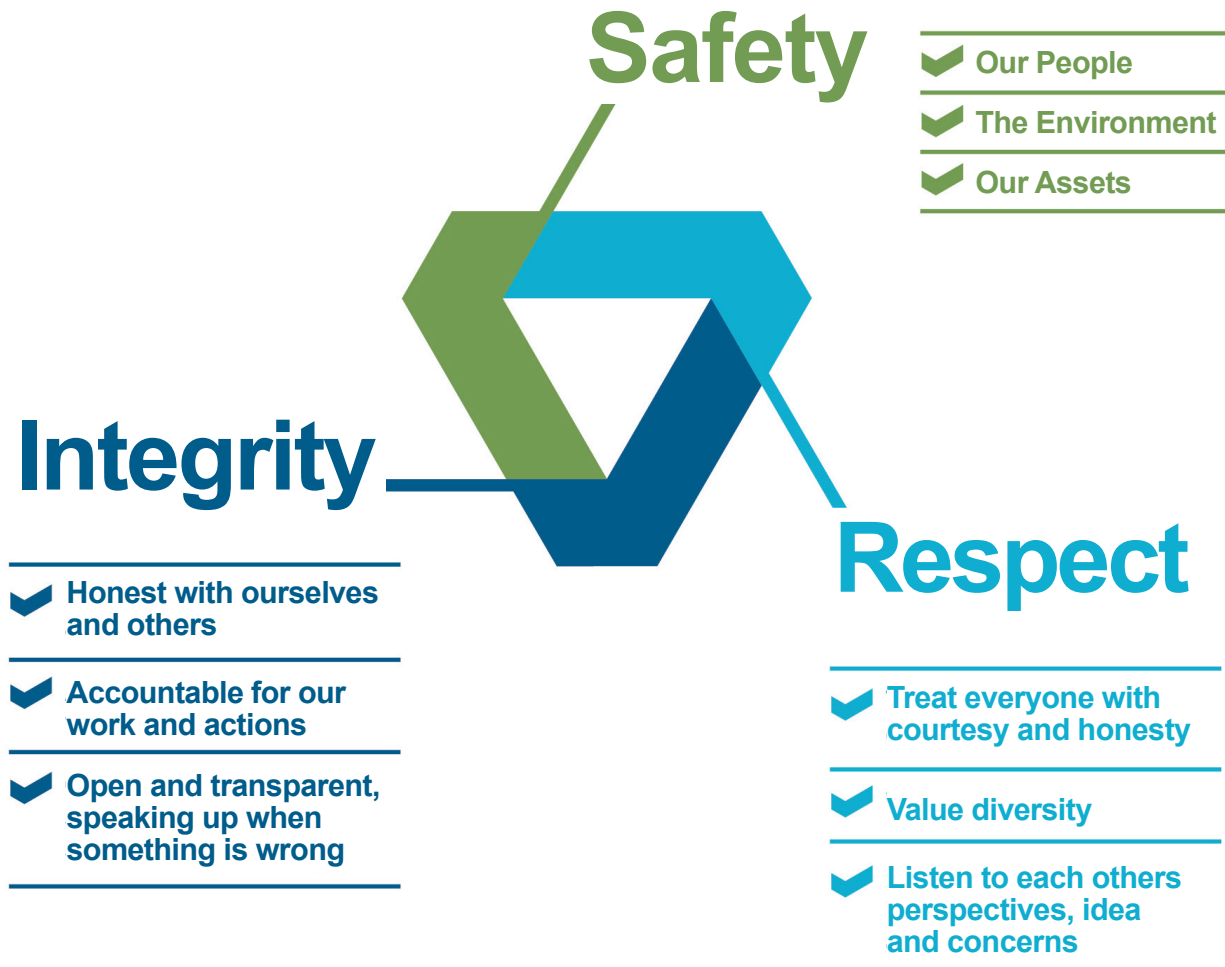 Safety
Our People
The Environment
Our Assets
Integrity
Honest with ourselves
and others
Accountable for our
work and actions
Open and transparent,
speaking up when
something is wrong
Respect
Treat everyone with
courtesy and honesty
Value diversity
Listen to each others
perspectives, idea
and concerns